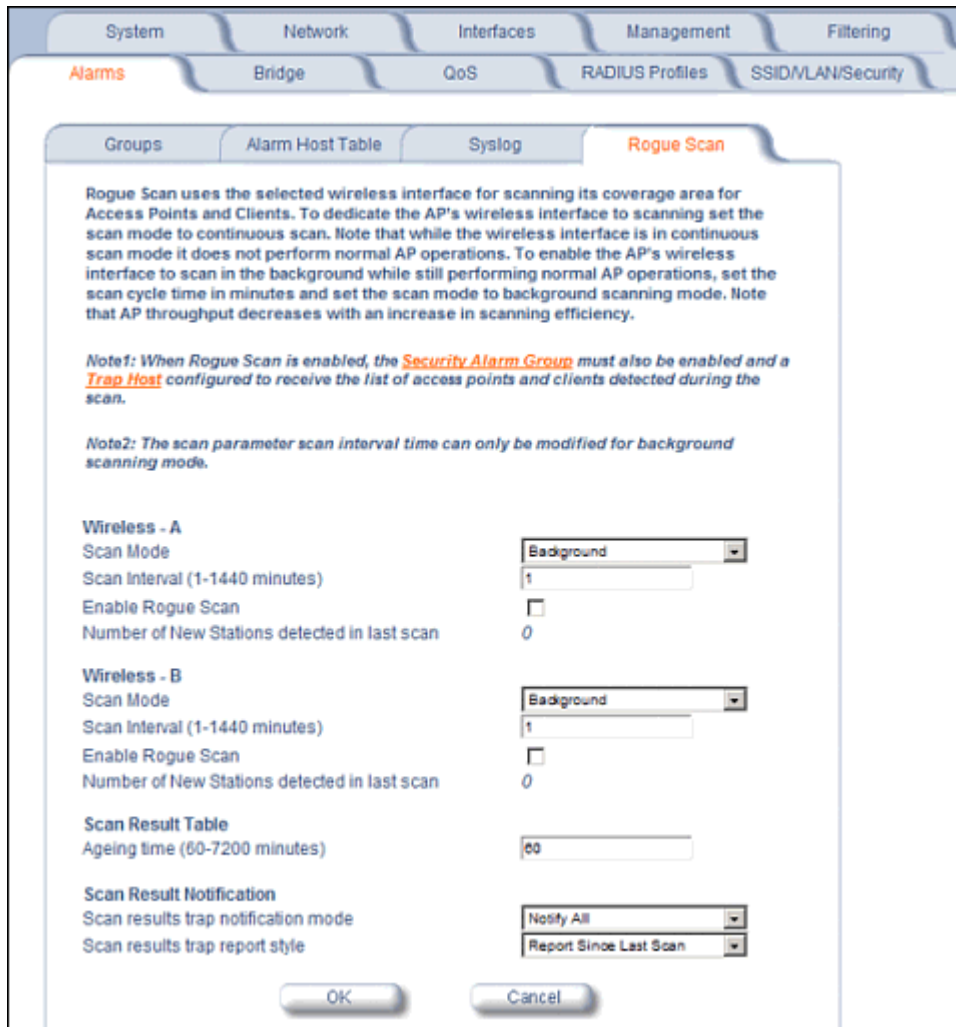 System Network Interfaces Management Filtering
Alarms Bridge QoS RADIUS Profiles SSID/VLAN/Security
Groups Alarm Host Table Syslog Rogue Scan
Rogue Scan uses the selected wireless interface for scanning its coverage area for
Access Points and Clients. To dedicate the AP's wireless interface to scanning set the
scan mode to continuous scan. Note that while the wireless interface is in continuous
scan mode it does not perform normal AP operations. To enable the AP's wireless
interface to scan in the background while still performing normal AP operations, set the
scan cycle time in minutes and set the scan mode to background scanning mode. Note
that AP throughput decreases with an increase in scanning efficiency.
Note1: When Rogue Scan is enabled, the Security Alarm Group must also be enabled and a
Trap Host configured to receive the list of access points and clients detected during the
scan.
Note2: The scan parameter scan interval time can only be modified for background
scanning mode.
Wireless - A
Scan Mode Background
Scan Interval (1-1440 minutes) 1
Enable Rogue Scan
Number of New Stations detected in last scan 0
Wireless - B
Scan Mode Background
Scan Interval (1-1440 minutes) 1
Enable Rogue Scan
Number of New Stations detected in last scan 0
Scan Result Table
Ageing time (60-7200 minutes) 60
Scan Result Notification
Scan results trap notification mode Notify All
Scan results trap report style Report Since Last Scan
OK Cancel